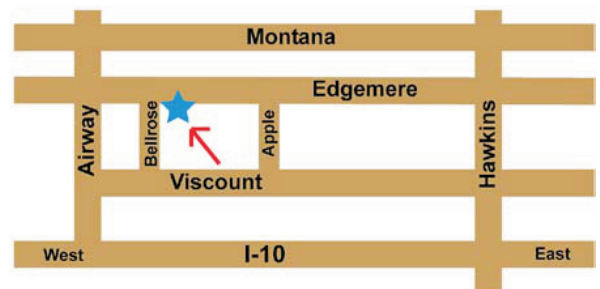 Montana
Edgemere
Airway
Bellrose
Apple
Hawkins
Viscount
West
I-10
East